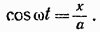 cos ωt = x/a .